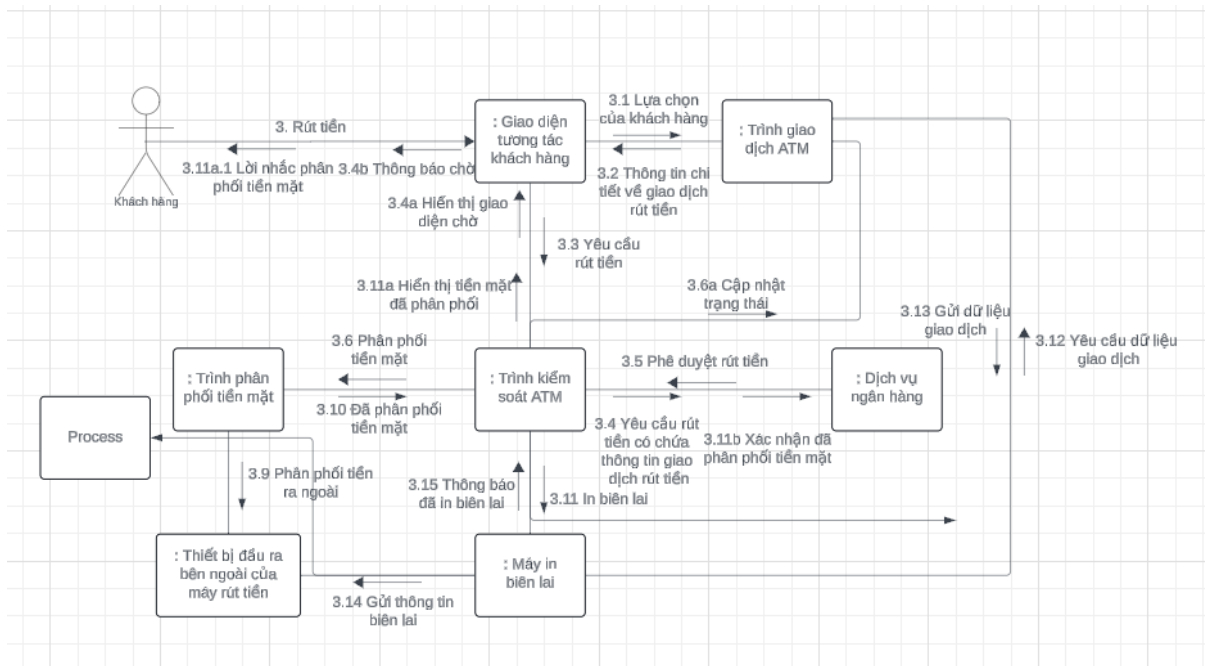 3. Rút tiền
3.11a.1 Lời nhắc phân
phối tiền mặt
3.4b Thông báo chờ
Khách hàng
: Giao diện
tương tác
khách hàng
3.1 Lựa chọn
của khách hàng
3.2 Thông tin chi
tiết về giao dịch
rút tiền
: Trình giao
dịch ATM
3.4a Hiển thị giao
diện chờ
3.3 Yêu cầu
rút tiền
3.11a Hiển thị tiền mặt
đã phân phối
3.6a Cập nhật
trạng thái
3.13 Gửi dữ liệu
giao dịch
3.12 Yêu cầu dữ liệu
giao dịch
3.6 Phân phối
tiền mặt
: Trình phân
phối tiền mặt
3.10 Đã phân phối
tiền mặt
: Trình kiểm
soát ATM
3.5 Phê duyệt rút tiền
: Dịch vụ
ngân hàng
3.4 Yêu cầu rút
tiền có chứa
thông tin giao
dịch rút tiền
3.11b Xác nhận đã
phân phối tiền mặt
Process
3.9 Phân phối tiền
ra ngoài
3.15 Thông báo
đã in biên lai
3.11 In biên lai
: Thiết bị đầu ra
bên ngoài của
máy rút tiền
: Máy in
biên lai
3.14 Gửi thông tin
biên lai